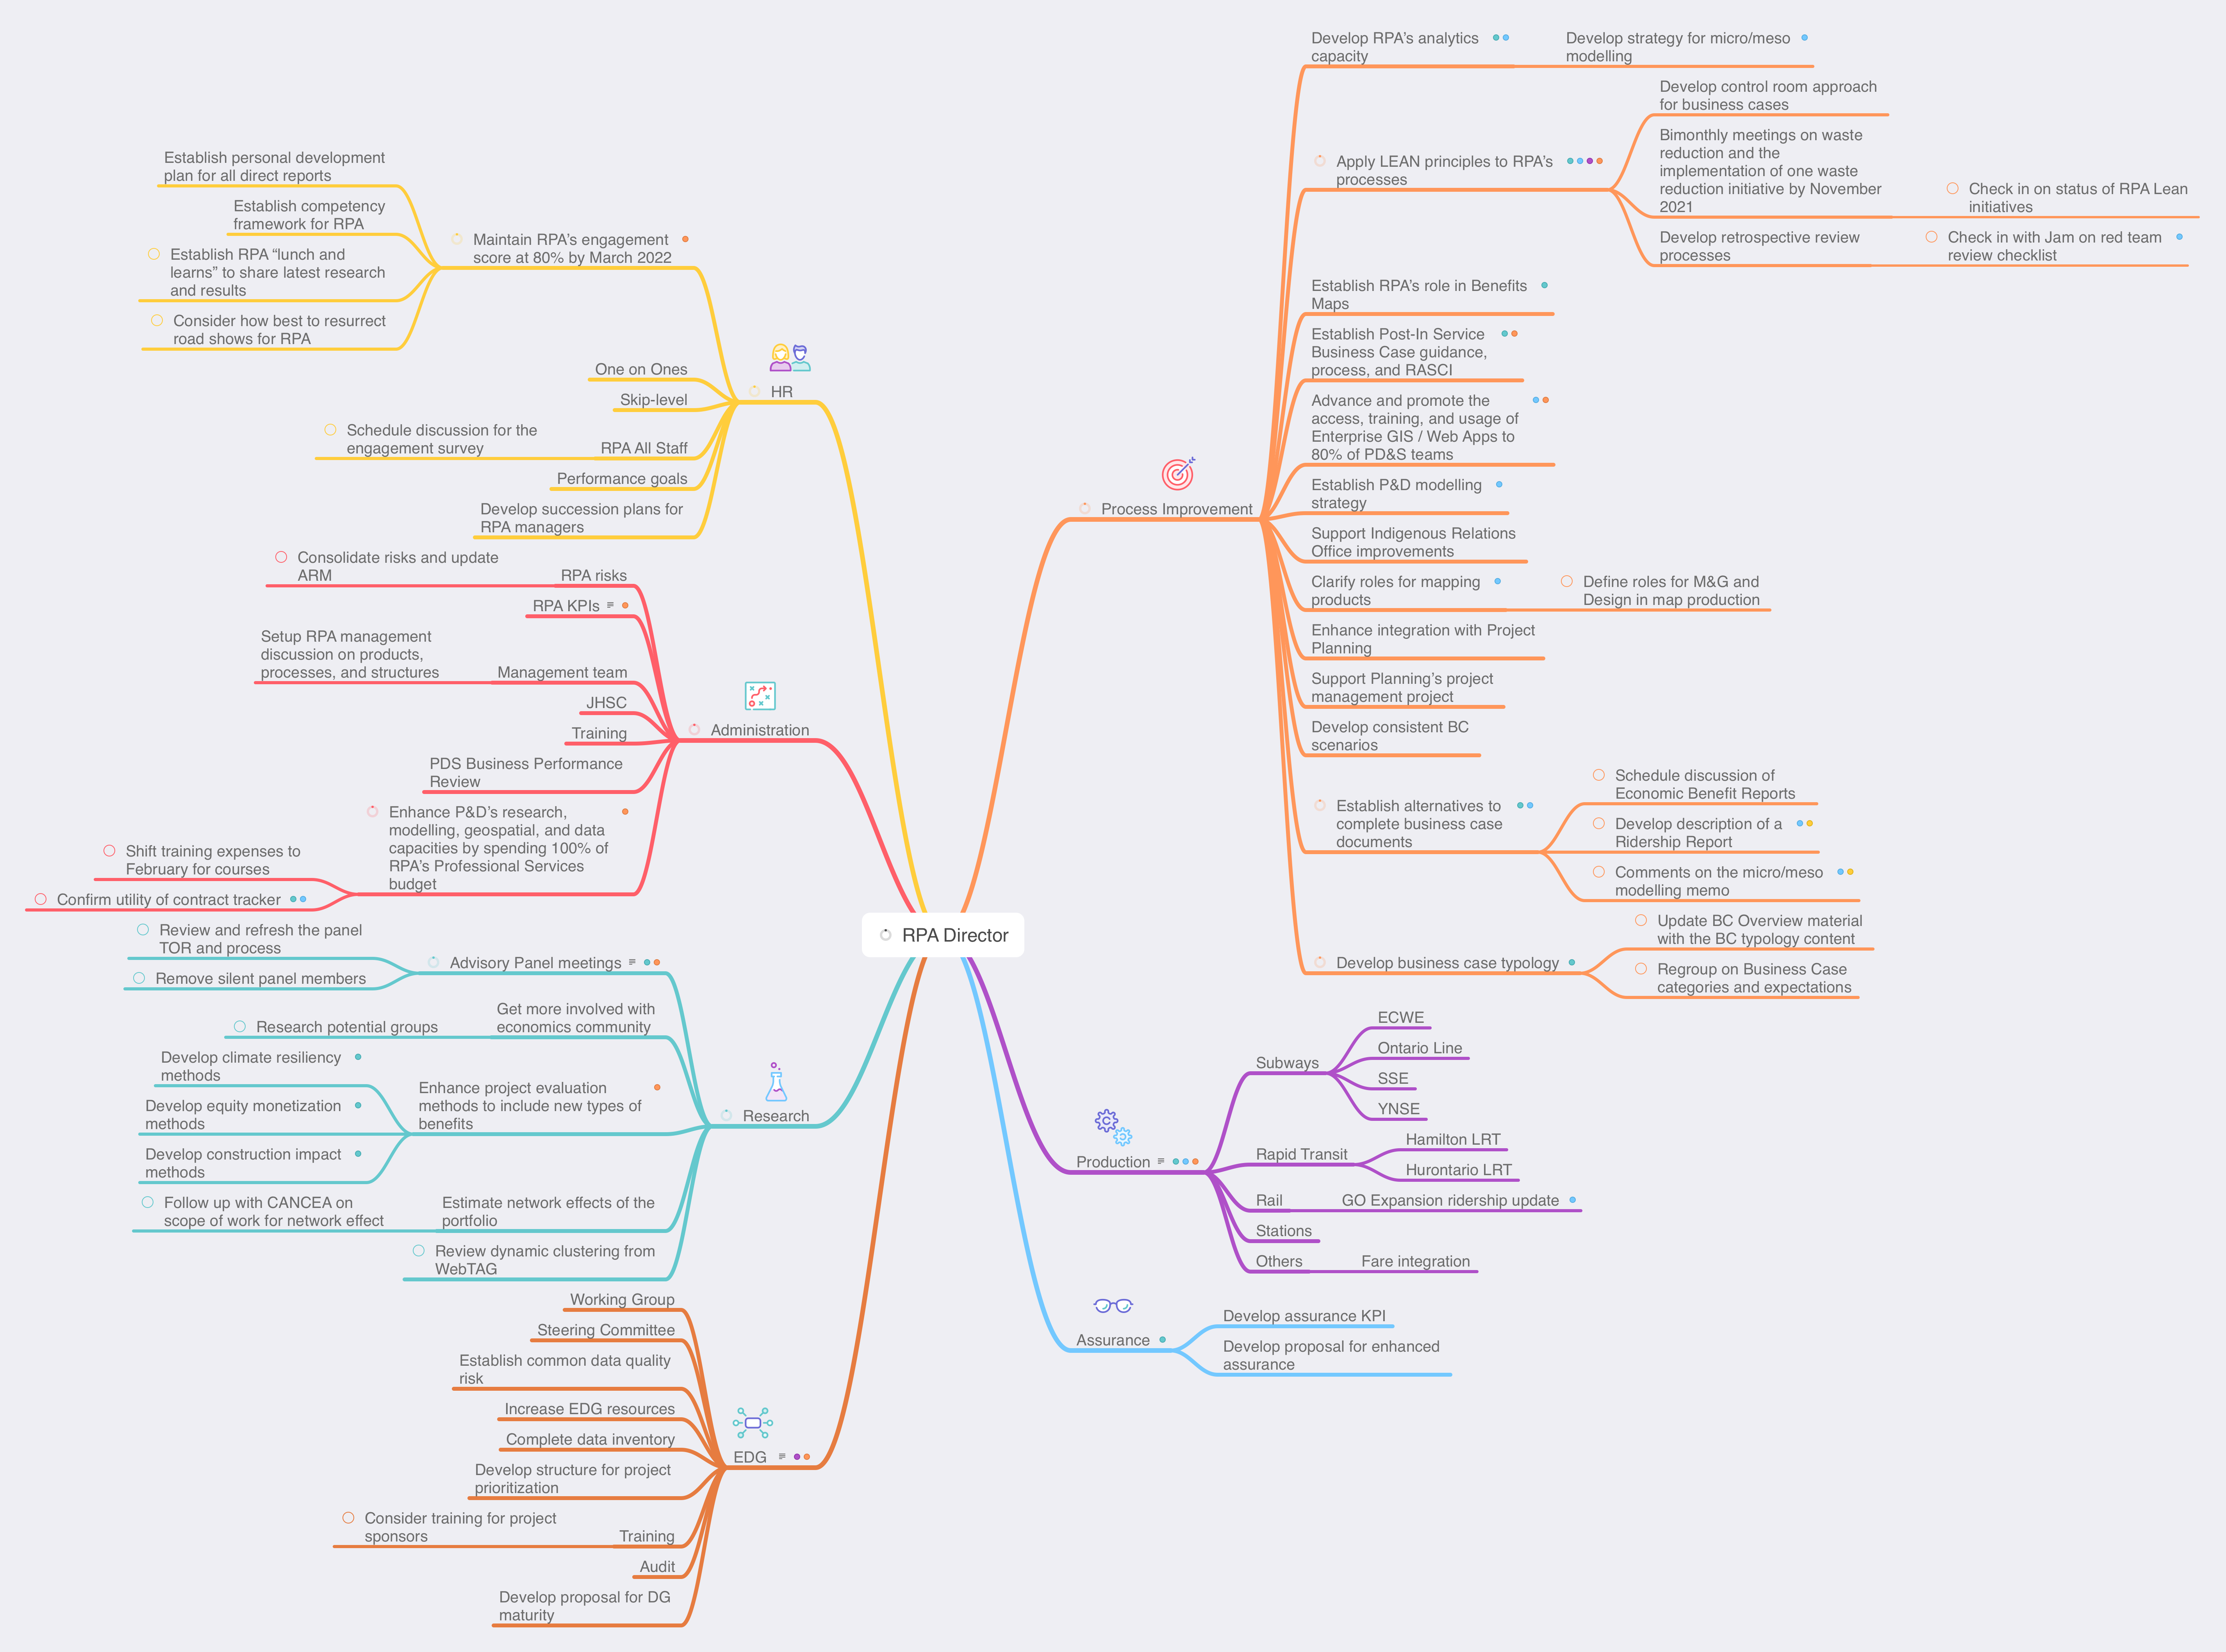 RPA Director
Develop RPA’s analytics
capacity
Develop strategy for micro/meso
modelling
Apply LEAN principles to RPA’s
processes
Develop control room approach
for business cases
Bimonthly meetings on waste
reduction and the
implementation of one waste
reduction initiative by November
2021
Check in on status of RPA Lean
initiatives
Develop retrospective review
processes
Check in with Jam on red team
review checklist
Establish RPA’s role in Benefits
Maps
Establish Post-In Service
Business Case guidance,
process, and RASCI
Advance and promote the
access, training, and usage of
Enterprise GIS / Web Apps to
80% of PD&S teams
Process Improvement
Establish P&D modelling
strategy
Support Indigenous Relations
Office improvements
Clarify roles for mapping
products
Define roles for M&G and
Design in map production
Enhance integration with Project
Planning
Support Planning’s project
management project
Develop consistent BC
scenarios
Establish alternatives to
complete business case
documents
Schedule discussion of
Economic Benefit Reports
Develop description of a
Ridership Report
Comments on the micro/meso
modelling memo
Develop business case typology
Update BC Overview material
with the BC typology content
Regroup on Business Case
categories and expectations
Production
Subways
ECWE
Ontario Line
SSE
YNSE
Rapid Transit
Hamilton LRT
Hurontario LRT
Rail
GO Expansion ridership update
Stations
Others
Fare integration
Assurance
Develop assurance KPI
Develop proposal for enhanced
assurance
HR
Maintain RPA’s engagement
score at 80% by March 2022
Establish personal development
plan for all direct reports
Establish competency
framework for RPA
Establish RPA “lunch and
learns” to share latest research
and results
Consider how best to resurrect
road shows for RPA
One on Ones
Skip-level
RPA All Staff
Schedule discussion for the
engagement survey
Performance goals
Develop succession plans for
RPA managers
Administration
RPA risks
Consolidate risks and update
ARM
RPA KPIs
Management team
Setup RPA management
discussion on products,
processes, and structures
JHSC
Training
PDS Business Performance
Review
Enhance P&D’s research,
modelling, geospatial, and data
capacities by spending 100% of
RPA’s Professional Services
budget
Shift training expenses to
February for courses
Confirm utility of contract tracker
Research
Advisory Panel meetings
Review and refresh the panel
TOR and process
Remove silent panel members
Get more involved with
economics community
Research potential groups
Enhance project evaluation
methods to include new types of
benefits
Develop climate resiliency
methods
Develop equity monetization
methods
Develop construction impact
methods
Estimate network effects of the
portfolio
Follow up with CANCEA on
scope of work for network effect
Review dynamic clustering from
WebTAG
EDG
Working Group
Steering Committee
Establish common data quality
risk
Increase EDG resources
Complete data inventory
Develop structure for project
prioritization
Training
Consider training for project
sponsors
Audit
Develop proposal for DG
maturity